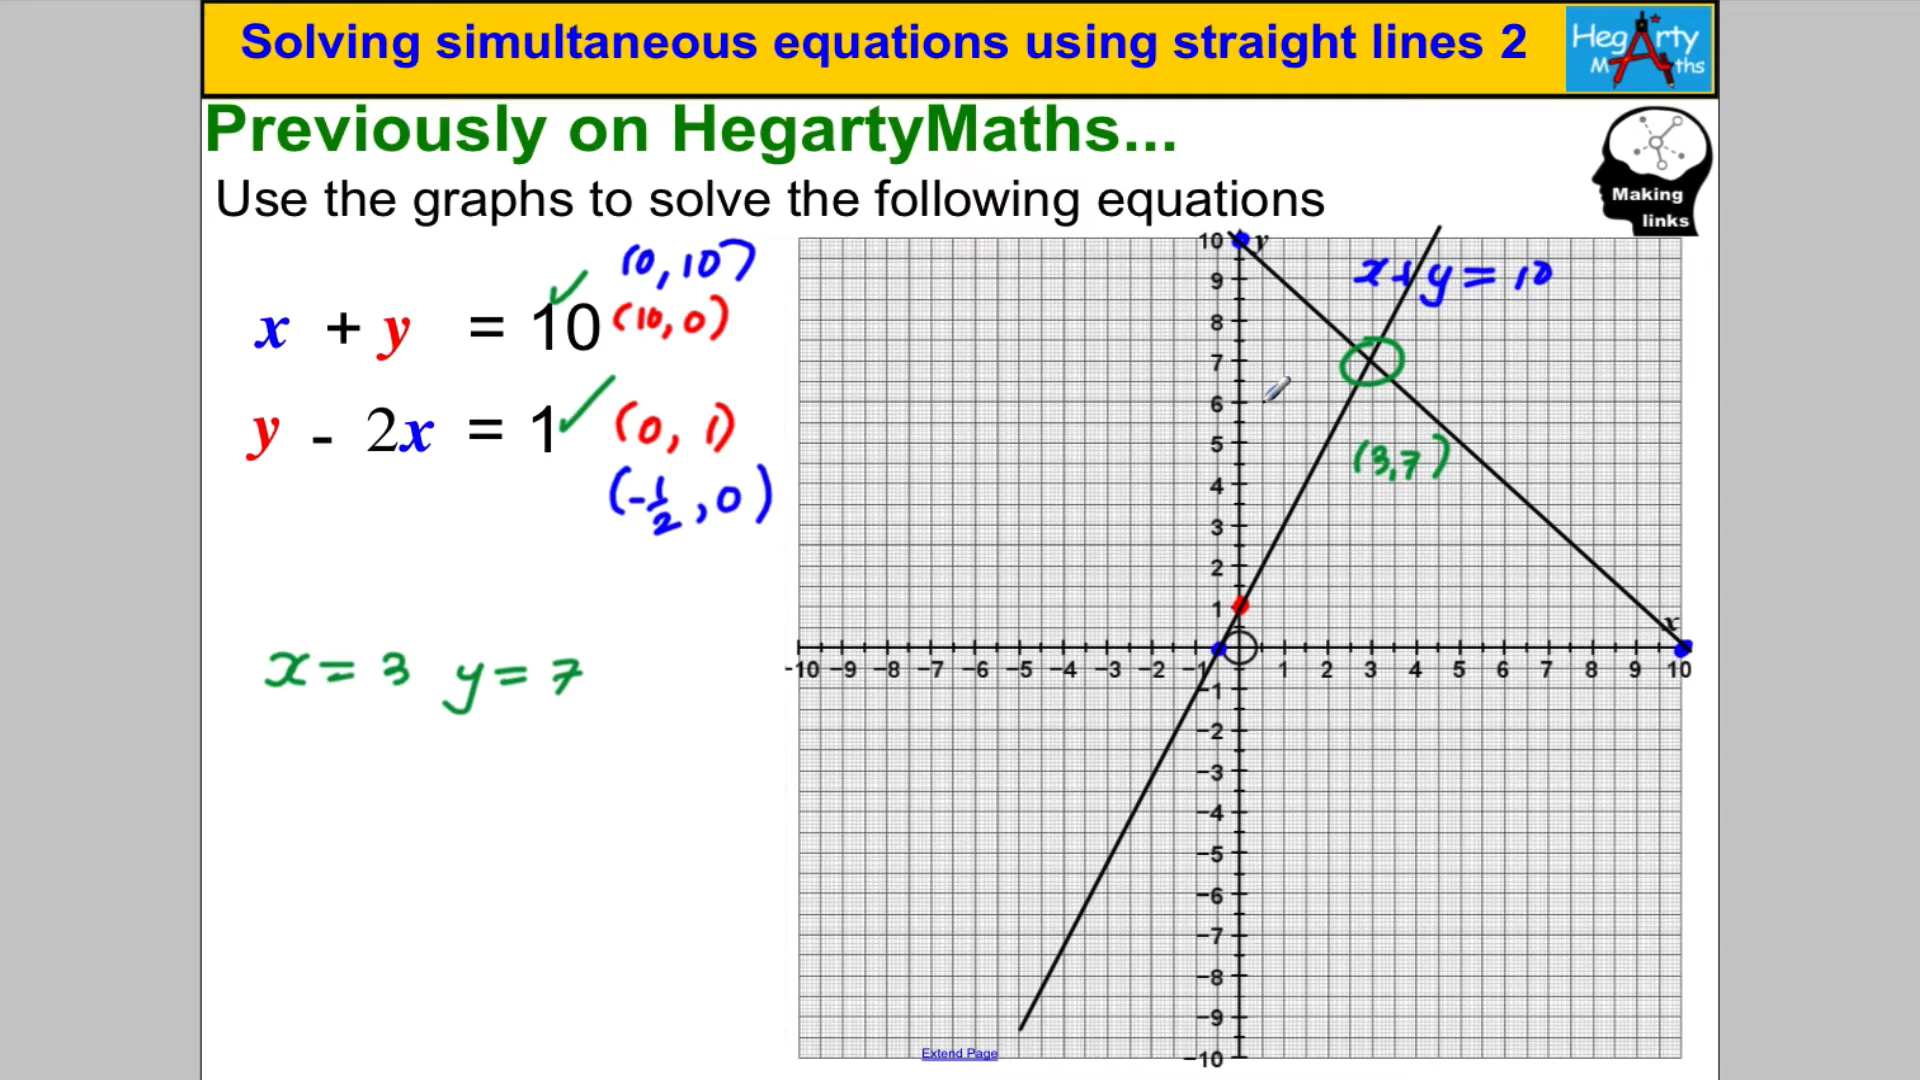 Solving simultaneous equations using straight lines 2
HegArty
Maths
Previously on HegartyMaths...
Making
links
Use the graphs to solve the following equations
(0, 10)
x + y = 10 (10, 0)
y - 2x = 1 (0, 1)
(-1/2, 0)
x = 3 y = 7
x + y = 10
(3, 7)
y
10
9
8
7
6
5
4
3
2
1
x
-10 -9 -8 -7 -6 -5 -4 -3 -2 -1 1 2 3 4 5 6 7 8 9 10
-1
-2
-3
-4
-5
-6
-7
-8
-9
-10
Extend Page